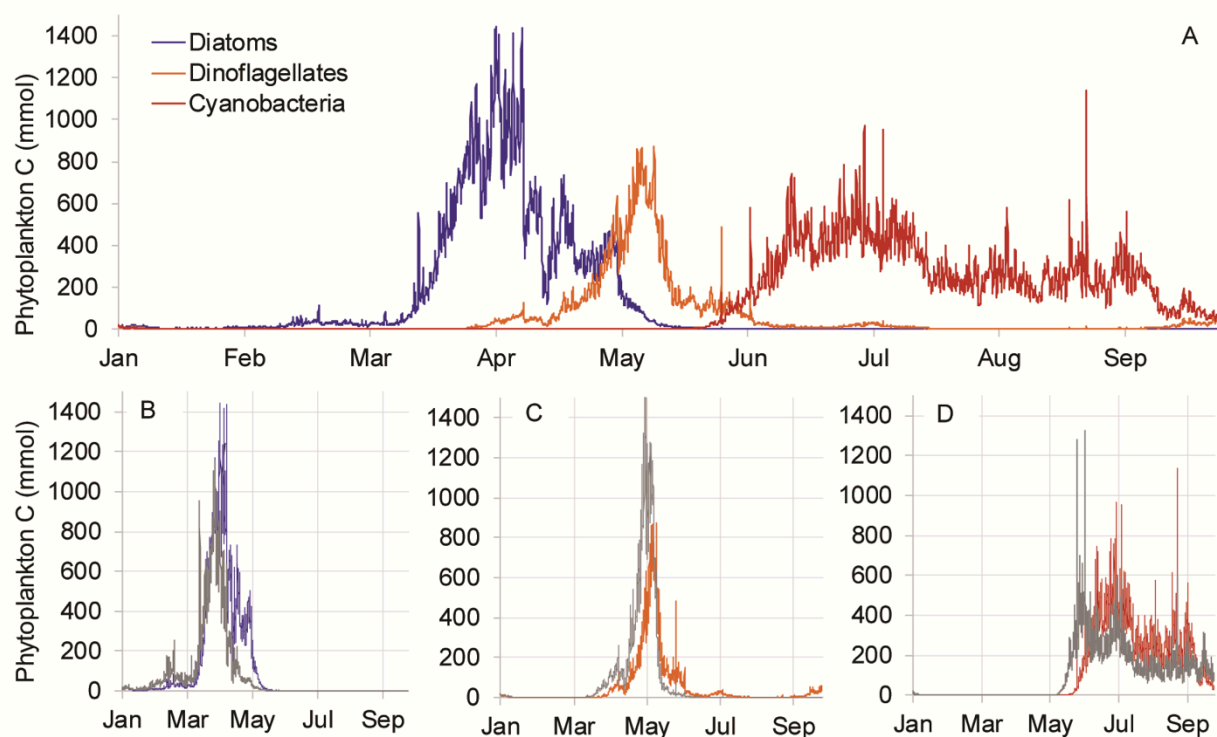 A
Diatoms
Dinoflagellates
Cyanobacteria
Phytoplankton C (mmol)
1400
1200
1000
800
600
400
200
0
Jan Feb Mar Apr May Jun Jul Aug Sep
B
Phytoplankton C (mmol)
1400
1200
1000
800
600
400
200
0
Jan Mar May Jul Sep
C
1400
1200
1000
800
600
400
200
0
Jan Mar May Jul Sep
D
1400
1200
1000
800
600
400
200
0
Jan Mar May Jul Sep